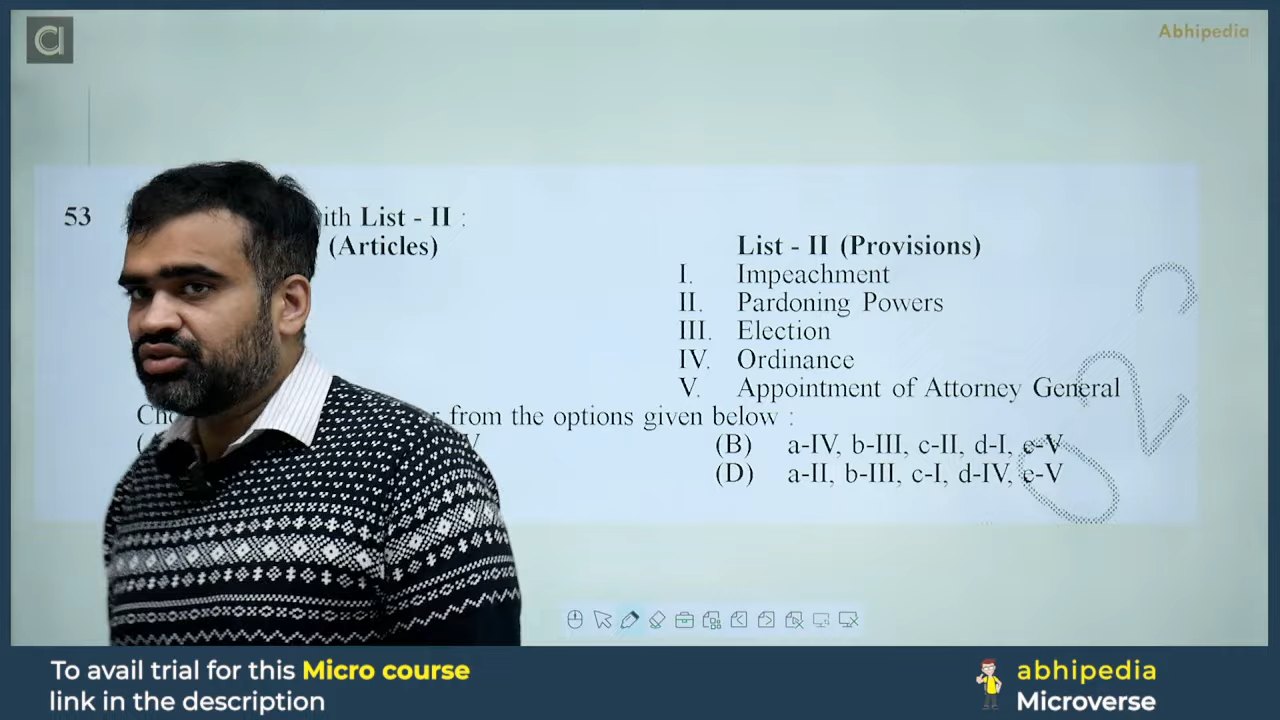 Abhipedia
53
ith List - II :
(Articles)
List - II (Provisions)
I. Impeachment
II. Pardoning Powers
III. Election
IV. Ordinance
V. Appointment of Attorney General
r from the options given below :
(B) a-IV, b-III, c-II, d-I, e-V
(D) a-II, b-III, c-I, d-IV, e-V
To avail trial for this Micro course
link in the description
abhipedia
Microverse